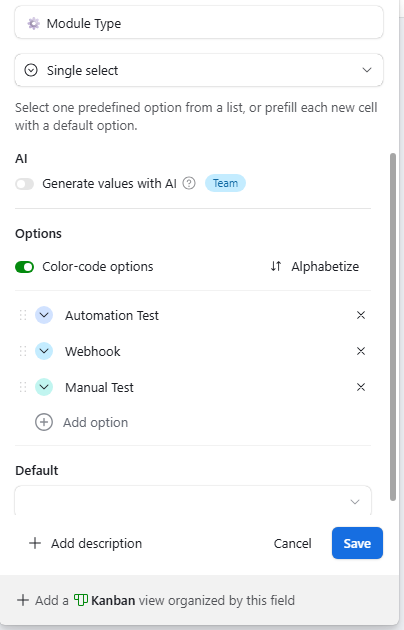 Module Type
Single select
Select one predefined option from a list, or prefill each new cell
with a default option.
AI
Generate values with AI ? Team
Options
Color-code options Alphabetize
Automation Test
Webhook
Manual Test
Add option
Default
Add description Cancel Save
Add a Kanban view organized by this field